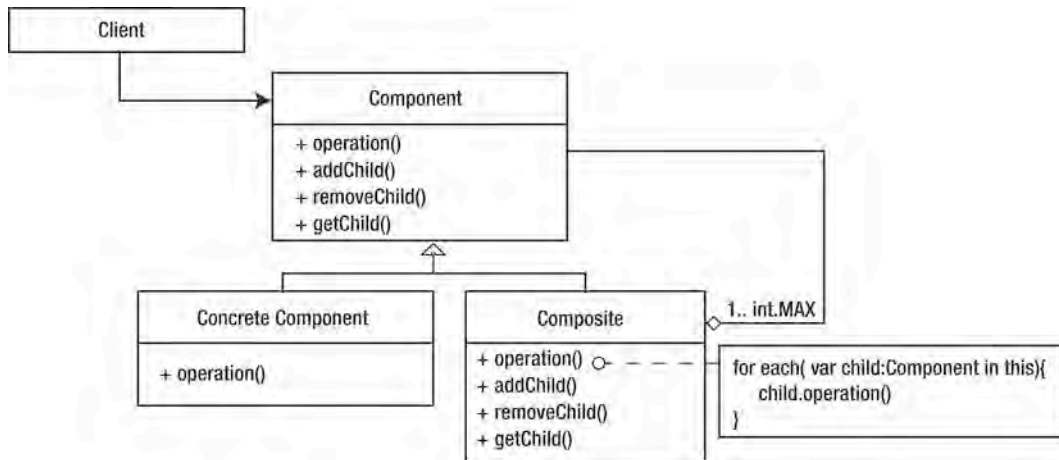 Client
Component
+ operation()
+ addChild()
+ removeChild()
+ getChild()
Concrete Component
+ operation()
Composite
+ operation()
+ addChild()
+ removeChild()
+ getChild()
1.. int.MAX
for each( var child:Component in this){
child.operation()
}